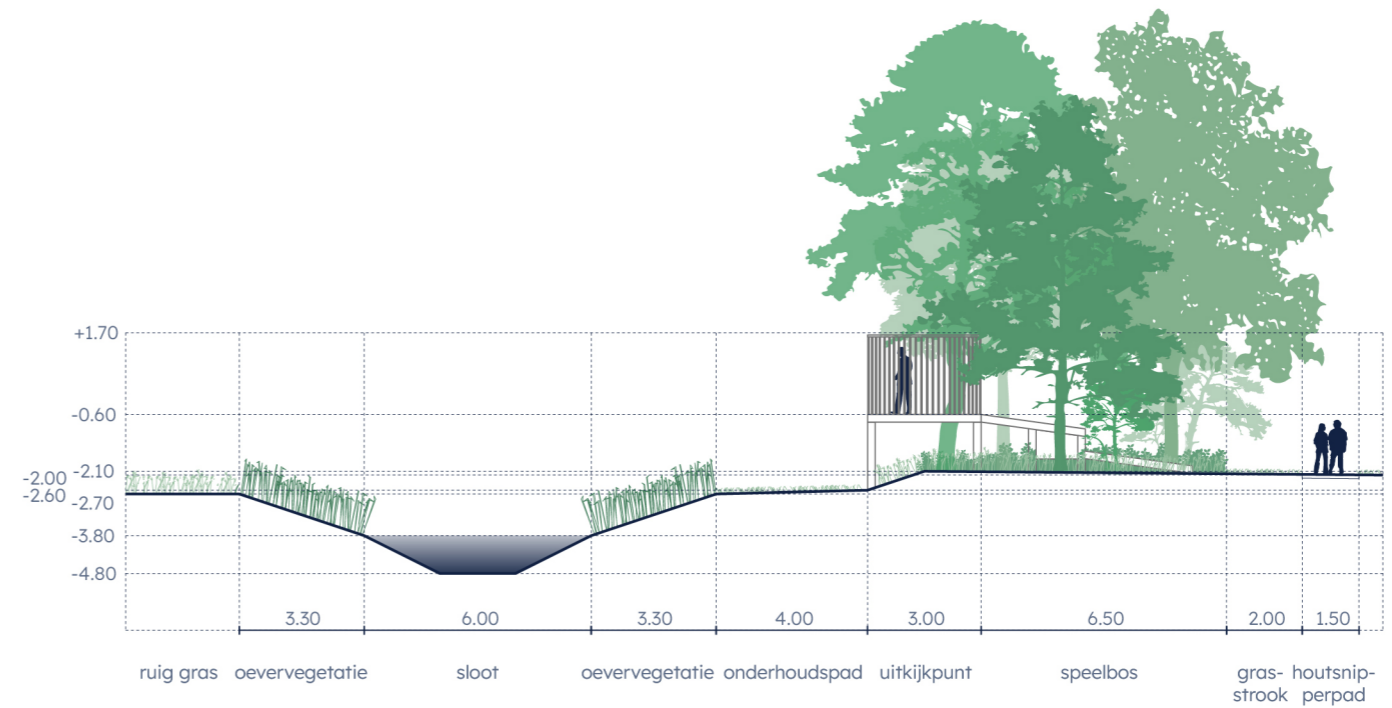 +1.70
-0.60
-2.10
-2.00
-2.60
-2.70
-3.80
-4.80
3.30 6.00 3.30 4.00 3.00 6.50 2.00 1.50
ruig gras oevervegetatie sloot oevervegetatie onderhoudspad uitkijkpunt speelbos gras- houtsnip-
strook perpad